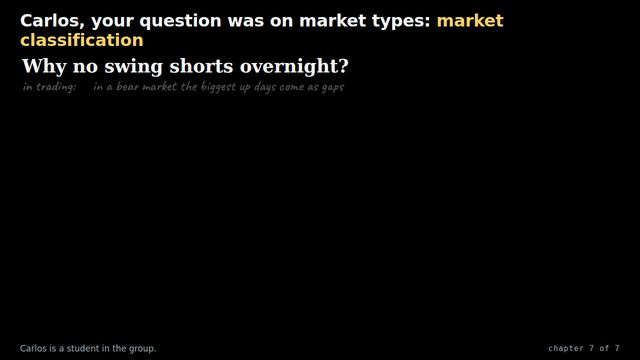 Carlos, your question was on market types: market
classification
Why no swing shorts overnight?
in trading: in a bear market the biggest up days come as gaps
Carlos is a student in the group.
chapter 7 of 7